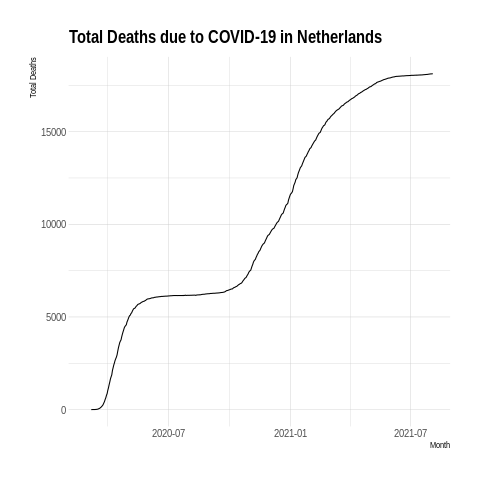 Total Deaths due to COVID-19 in Netherlands
Total Deaths
15000
10000
5000
0
2020-07 2021-01 2021-07
Month